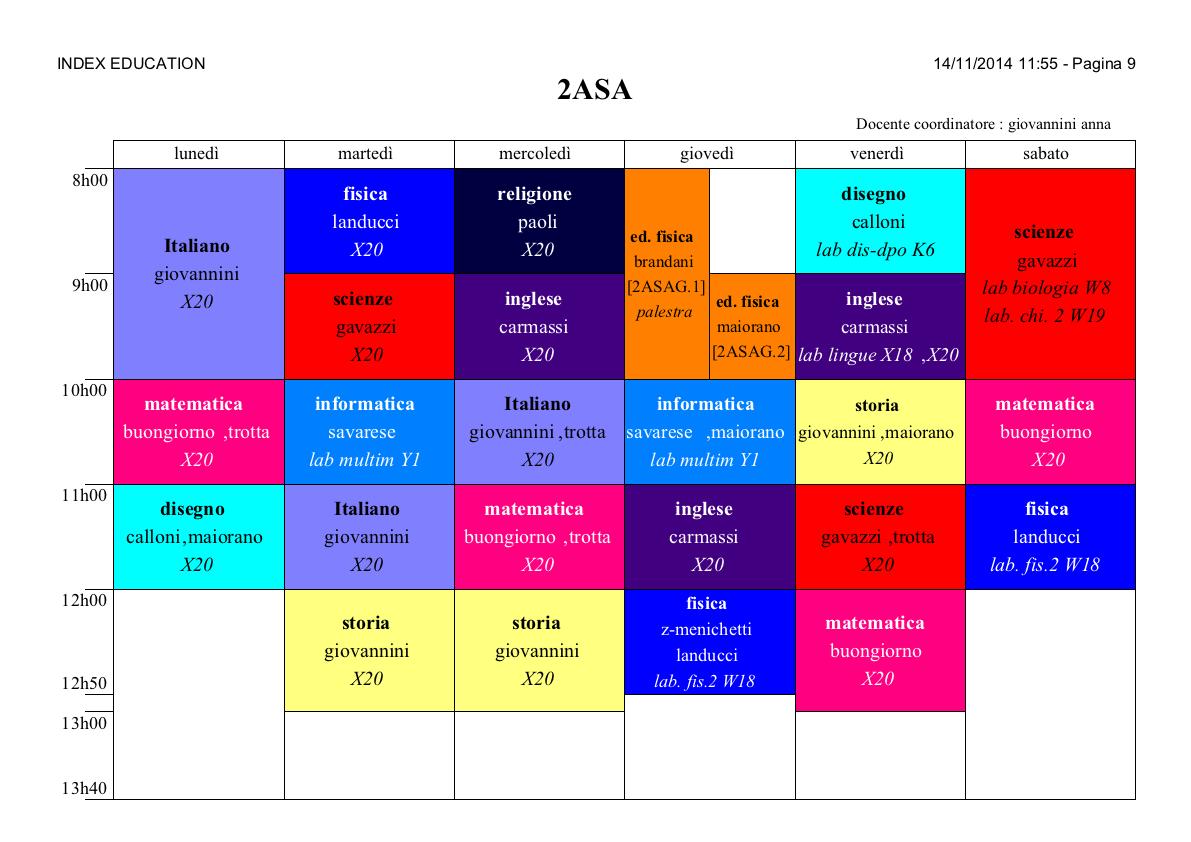 INDEX EDUCATION
14/11/2014 11:55 - Pagina 9
2ASA
Docente coordinatore : giovannini anna
lunedì martedì mercoledì giovedì venerdì sabato
8h00
Italiano
giovannini
X20
fisica
landucci
X20
religione
paoli
X20
ed. fisica
brandani
[2ASAG.1]
palestra
disegno
calloni
lab dis-dpo K6
scienze
gavazzi
lab biologia W8
lab. chi. 2 W19
9h00
scienze
gavazzi
X20
inglese
carmassi
X20
ed. fisica
maiorano
[2ASAG.2]
inglese
carmassi
lab lingue X18 ,X20
10h00
matematica
buongiorno ,trotta
X20
informatica
savarese
lab multim Y1
Italiano
giovannini ,trotta
X20
informatica
savarese ,maiorano
lab multim Y1
storia
giovannini ,maiorano
X20
matematica
buongiorno
X20
11h00
disegno
calloni,maiorano
X20
Italiano
giovannini
X20
matematica
buongiorno ,trotta
X20
inglese
carmassi
X20
scienze
gavazzi ,trotta
X20
fisica
landucci
lab. fis.2 W18
12h00
storia
giovannini
X20
storia
giovannini
X20
fisica
z-menichetti
landucci
lab. fis.2 W18
matematica
buongiorno
X20
12h50
13h00
13h40